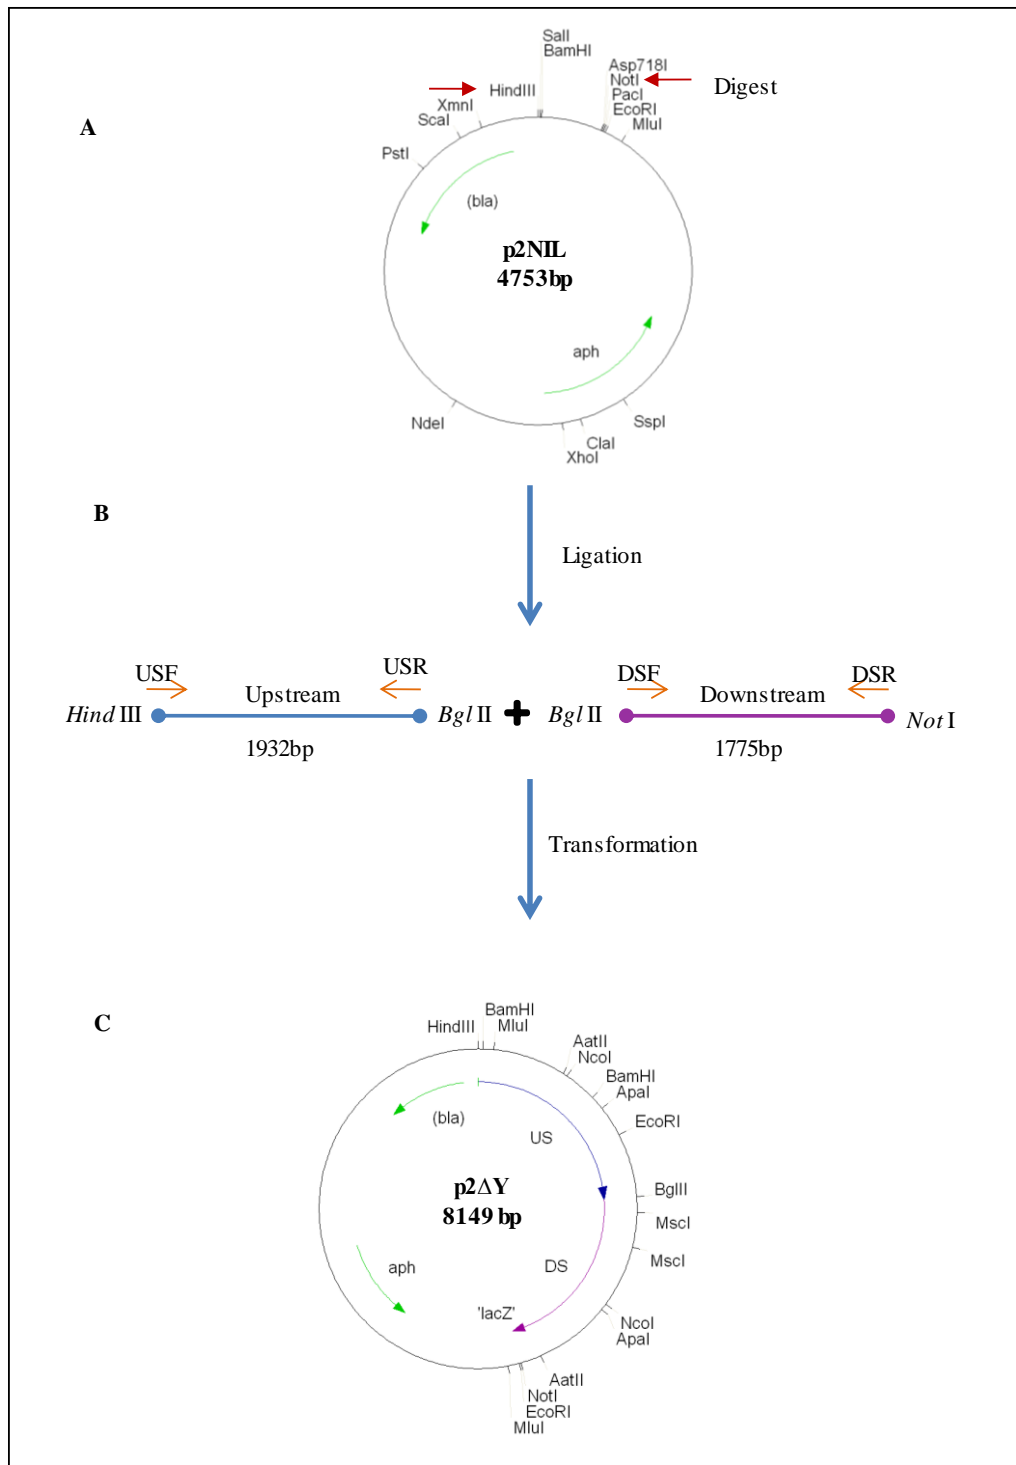 SalI
BamHI
Asp718I
NotI
Digest
PacI
HindIII
EcoRI
XmnI
MluI
ScaI
A
PstI
(bla)
p2NIL
4753bp
aph
NdeI
SspI
ClaI
XhoI
B
Ligation
USF
USR
DSF
DSR
Upstream
Downstream
Hind III
Bgl II
Bgl II
Not I
1932bp
1775bp
Transformation
C
BamHI
HindIII
MluI
AatII
NcoI
BamHI
ApaI
(bla)
EcoRI
US
p2ΔY
8149 bp
BglII
MscI
MscI
aph
DS
'lacZ'
NcoI
ApaI
AatII
NotI
EcoRI
MluI